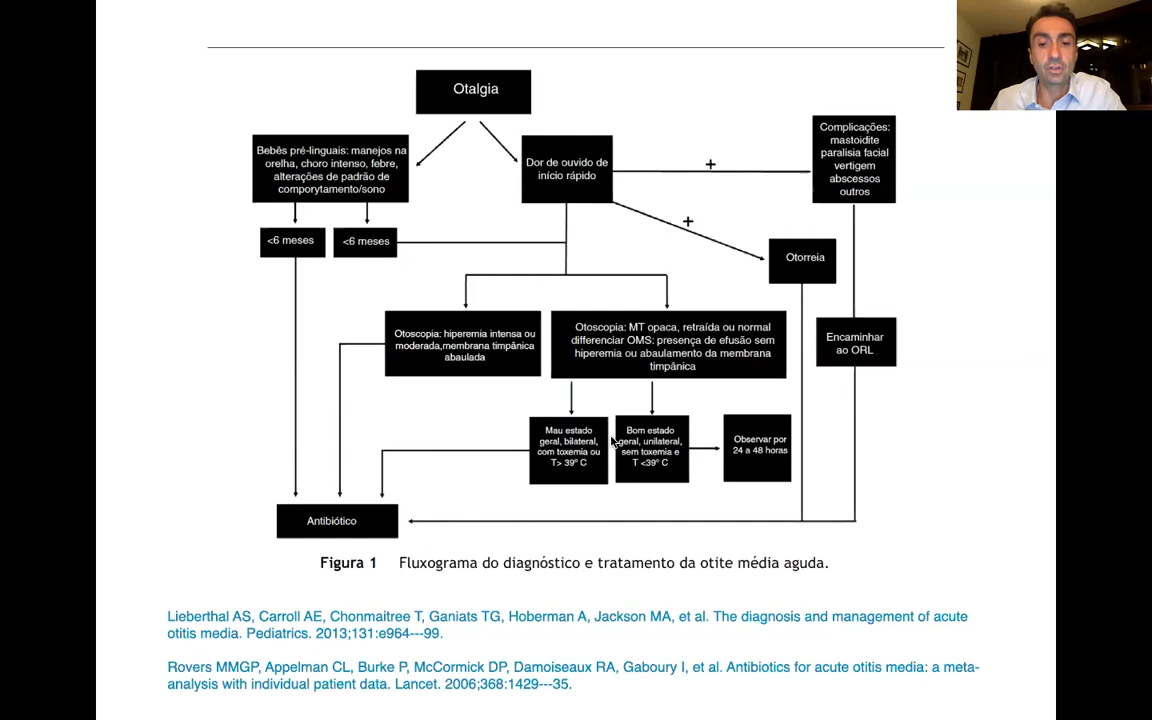 Otalgia
Bebês pré-linguais: manejos na
orelha, choro intenso, febre,
alterações de padrão de
comporytamento/sono
Dor de ouvido de
início rápido
+
Complicações:
mastoidite
paralisia facial
vertigem
abscessos
outros
+
<6 meses
<6 meses
Otorreia
Otoscopia: hiperemia intensa ou
moderada,membrana timpânica
abaulada
Otoscopia: MT opaca, retraída ou normal
differenciar OMS: presença de efusão sem
hiperemia ou abaulamento da membrana
timpânica
Encaminhar
ao ORL
Mau estado
geral, bilateral,
com toxemia ou
T> 39º C
Bom estado
geral, unilateral,
sem toxemia e
T <39º C
Observar por
24 a 48 horas
Antibiótico
Figura 1 Fluxograma do diagnóstico e tratamento da otite média aguda.
Lieberthal AS, Carroll AE, Chonmaitree T, Ganiats TG, Hoberman A, Jackson MA, et al. The diagnosis and management of acute
otitis media. Pediatrics. 2013;131:e964---99.
Rovers MMGP, Appelman CL, Burke P, McCormick DP, Damoiseaux RA, Gaboury I, et al. Antibiotics for acute otitis media: a meta-
analysis with individual patient data. Lancet. 2006;368:1429---35.